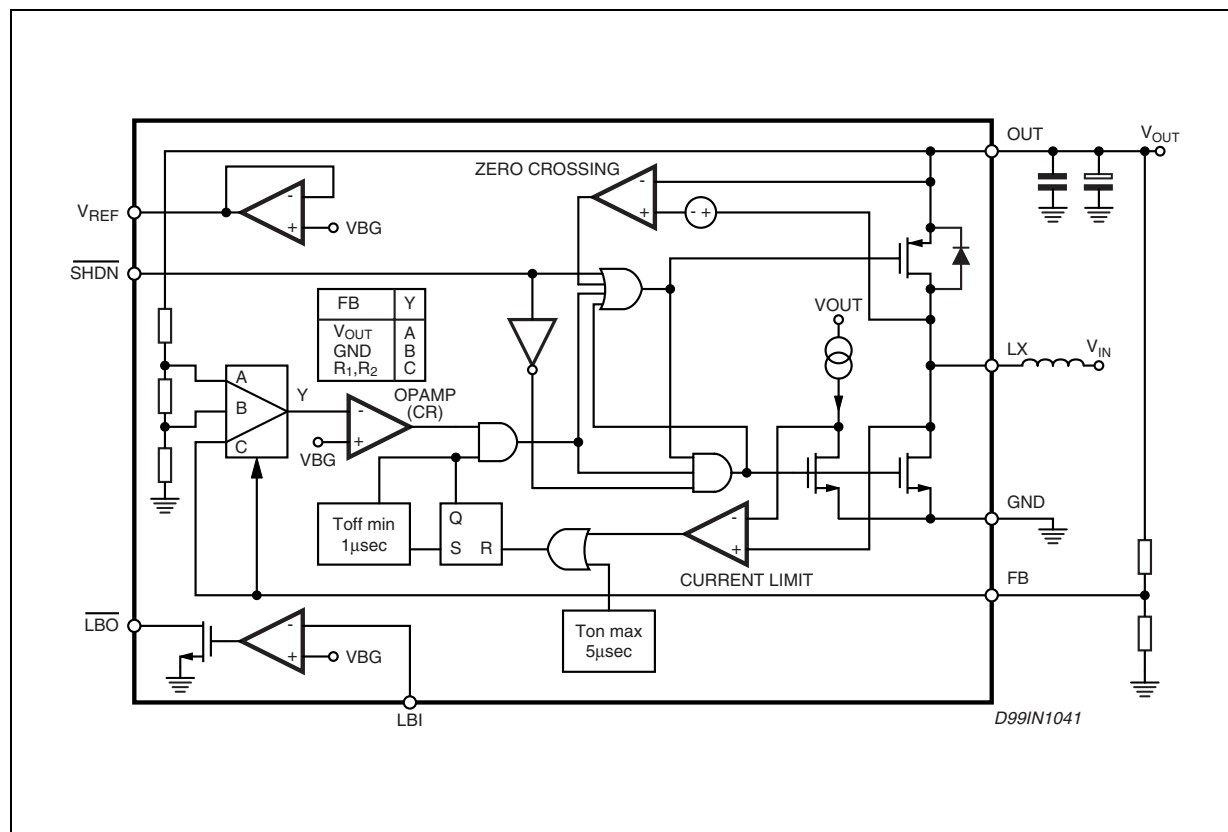 OUT
VOUT
ZERO CROSSING
-
+
- +
VREF
-
+
VBG
SHDN
FB Y
VOUT A
GND B
R1,R2 C
VOUT
LX
VIN
A
B
C
Y
OPAMP
(CR)
-
+
VBG
Toff min
1μsec
Q
S R
-
+
CURRENT LIMIT
GND
FB
Ton max
5μsec
LBO
-
+
VBG
LBI
D99IN1041